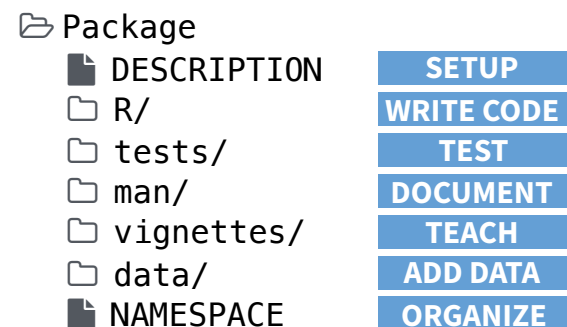 Package
DESCRIPTION SETUP
R/ WRITE CODE
tests/ TEST
man/ DOCUMENT
vignettes/ TEACH
data/ ADD DATA
NAMESPACE ORGANIZE